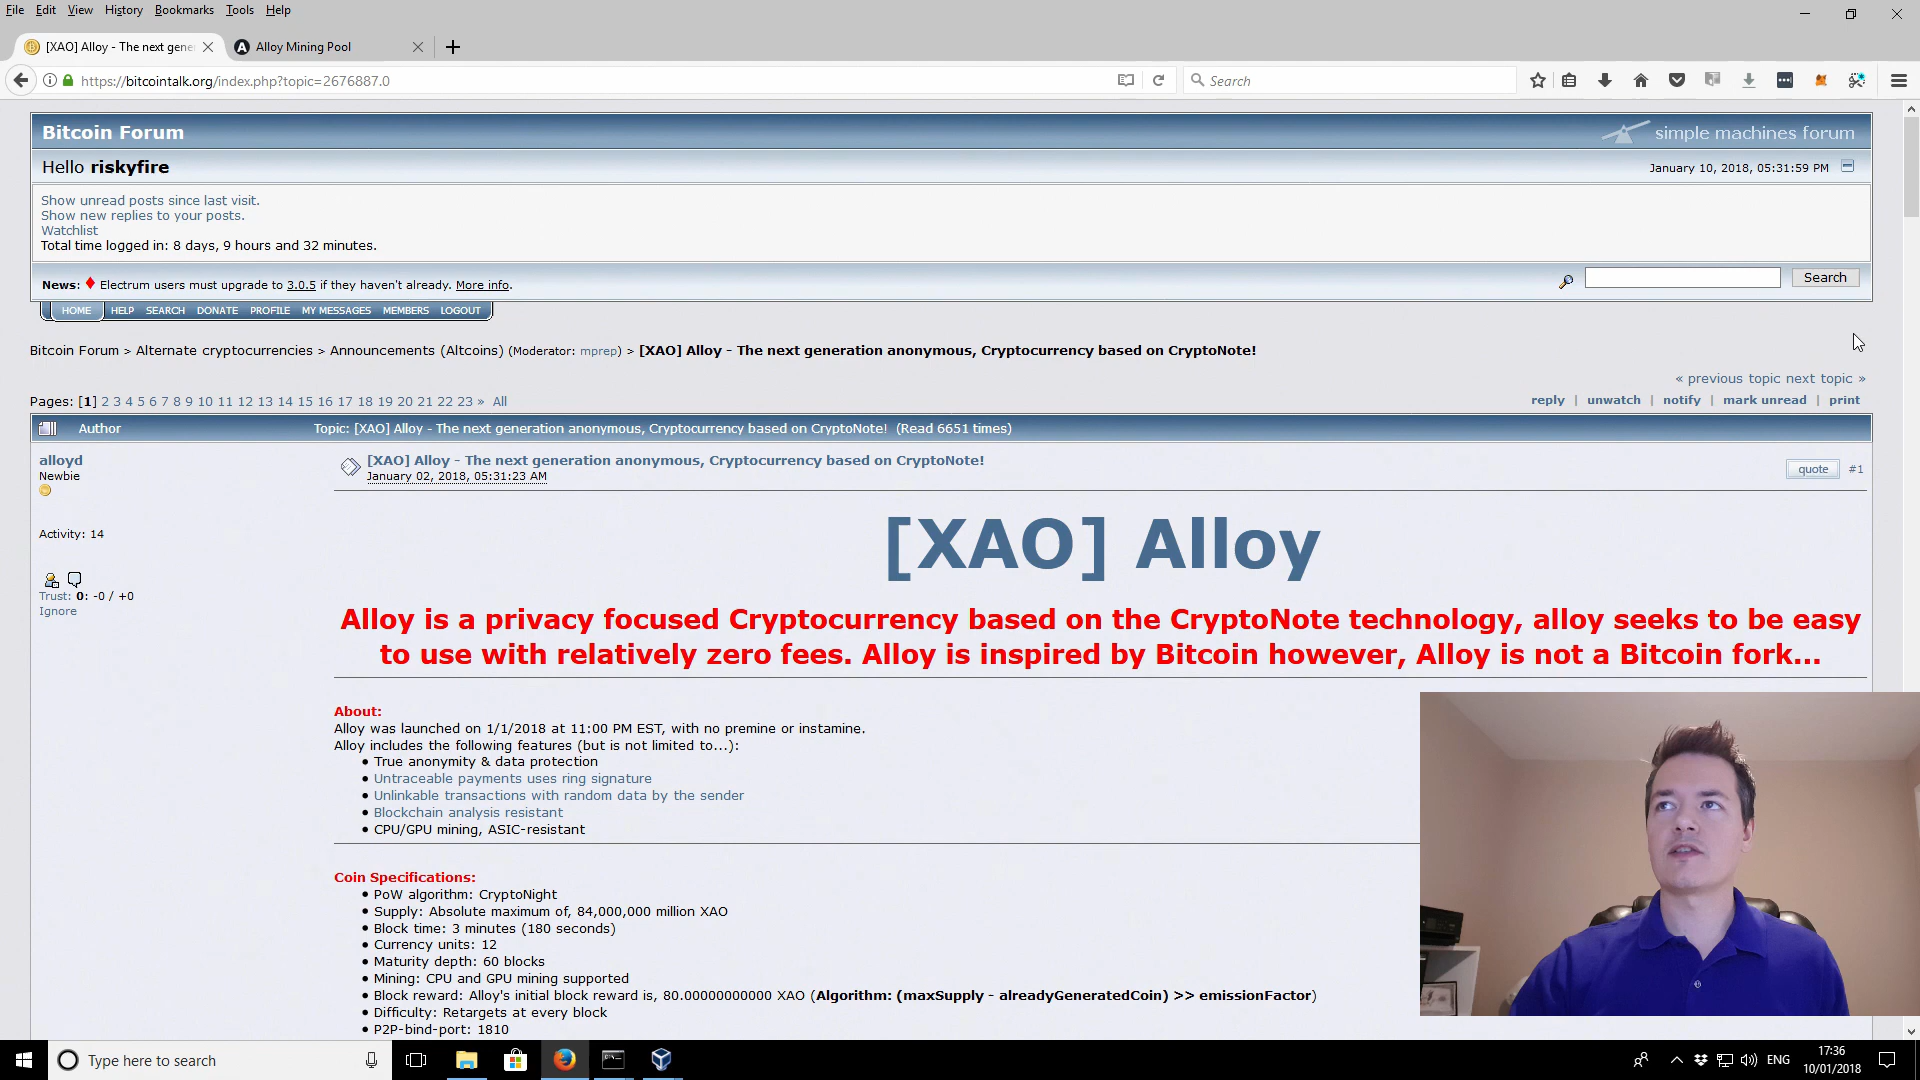 File Edit View History Bookmarks Tools Help
[XAO] Alloy - The next gene
Alloy Mining Pool
https://bitcointalk.org/index.php?topic=2676887.0
Search
Bitcoin Forum
simple machines forum
Hello riskyfire
January 10, 2018, 05:31:59 PM
Show unread posts since last visit.
Show new replies to your posts.
Watchlist
Total time logged in: 8 days, 9 hours and 32 minutes.
News: Electrum users must upgrade to 3.0.5 if they haven't already. More info.
Search
HOME HELP SEARCH DONATE PROFILE MY MESSAGES MEMBERS LOGOUT
Bitcoin Forum > Alternate cryptocurrencies > Announcements (Altcoins) (Moderator: mprep) > [XAO] Alloy - The next generation anonymous, Cryptocurrency based on CryptoNote!
« previous topic next topic »
Pages: [1] 2 3 4 5 6 7 8 9 10 11 12 13 14 15 16 17 18 19 20 21 22 23 » All
reply | unwatch | notify | mark unread | print
Author
Topic: [XAO] Alloy - The next generation anonymous, Cryptocurrency based on CryptoNote! (Read 6651 times)
alloyd
Newbie
Activity: 14
Trust: 0: -0 / +0
Ignore
[XAO] Alloy - The next generation anonymous, Cryptocurrency based on CryptoNote!
January 02, 2018, 05:31:23 AM
quote #1
[XAO] Alloy
Alloy is a privacy focused Cryptocurrency based on the CryptoNote technology, alloy seeks to be easy
to use with relatively zero fees. Alloy is inspired by Bitcoin however, Alloy is not a Bitcoin fork...
About:
Alloy was launched on 1/1/2018 at 11:00 PM EST, with no premine or instamine.
Alloy includes the following features (but is not limited to...):
• True anonymity & data protection
• Untraceable payments uses ring signature
• Unlinkable transactions with random data by the sender
• Blockchain analysis resistant
• CPU/GPU mining, ASIC-resistant
Coin Specifications:
• PoW algorithm: CryptoNight
• Supply: Absolute maximum of, 84,000,000 million XAO
• Block time: 3 minutes (180 seconds)
• Currency units: 12
• Maturity depth: 60 blocks
• Mining: CPU and GPU mining supported
• Block reward: Alloy's initial block reward is, 80.00000000000 XAO (Algorithm: (maxSupply - alreadyGeneratedCoin) >> emissionFactor)
• Difficulty: Retargets at every block
• P2P-bind-port: 1810
Type here to search
ENG
17:36
10/01/2018